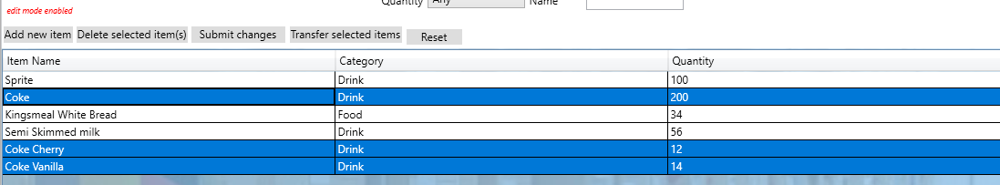 Quantity Any Name
edit mode enabled
Add new item Delete selected item(s) Submit changes Transfer selected items Reset
Item Name Category Quantity
Sprite Drink 100
Coke Drink 200
Kingsmeal White Bread Food 34
Semi Skimmed milk Drink 56
Coke Cherry Drink 12
Coke Vanilla Drink 14